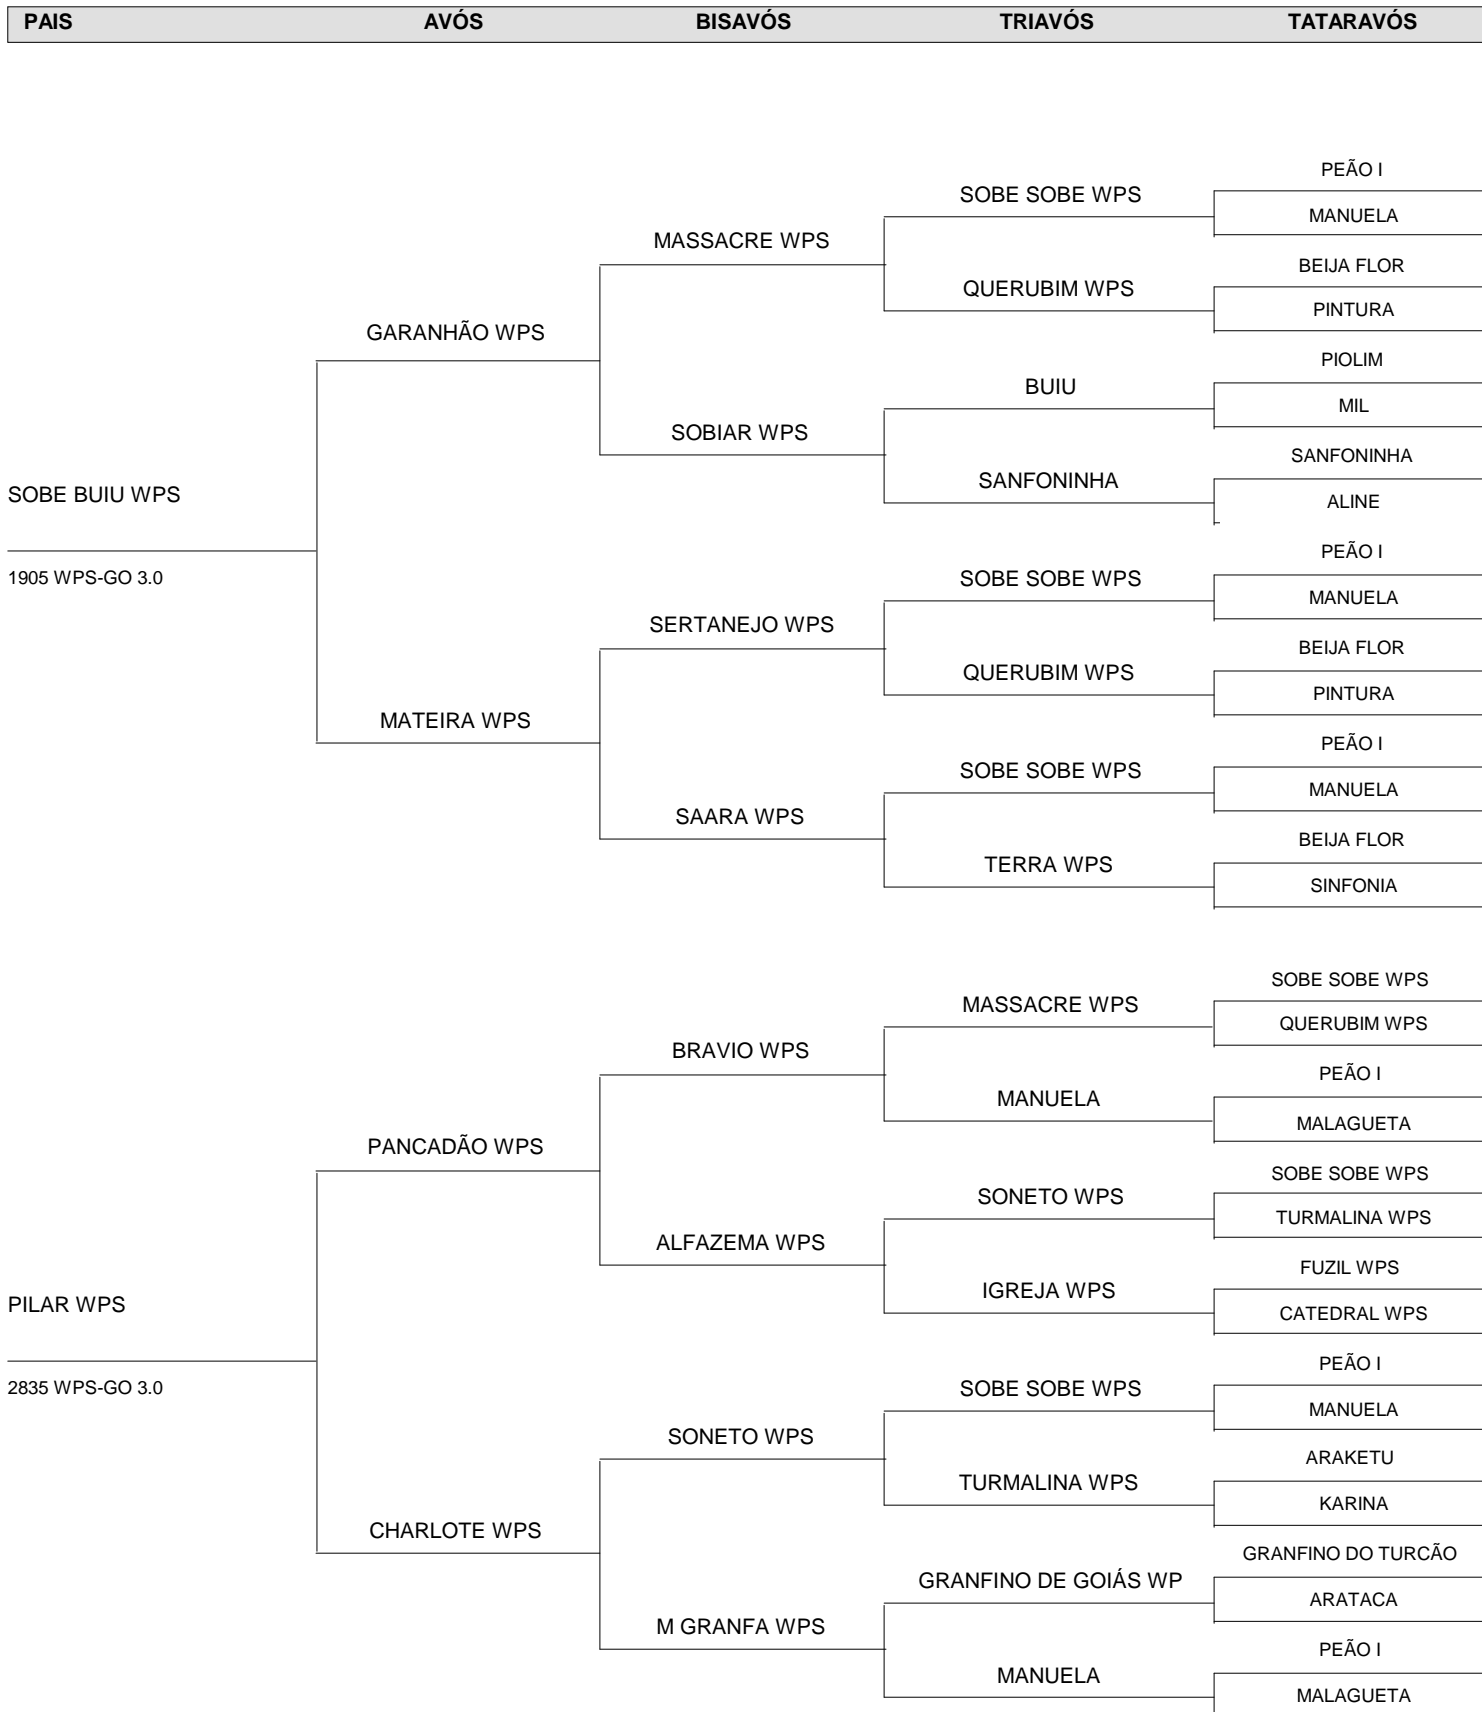 PAIS AVÓS BISAVÓS TRIAVÓS TATARAVÓS
PEÃO I
SOBE SOBE WPS
MANUELA
MASSACRE WPS
BEIJA FLOR
QUERUBIM WPS
PINTURA
GARANHÃO WPS
PIOLIM
BUIU
MIL
SOBIAR WPS
SANFONINHA
SANFONINHA
ALINE
SOBE BUIU WPS
1905 WPS-GO 3.0
PEÃO I
SOBE SOBE WPS
MANUELA
SERTANEJO WPS
BEIJA FLOR
QUERUBIM WPS
PINTURA
MATEIRA WPS
PEÃO I
SOBE SOBE WPS
MANUELA
SAARA WPS
BEIJA FLOR
TERRA WPS
SINFONIA
SOBE SOBE WPS
MASSACRE WPS
QUERUBIM WPS
BRAVIO WPS
PEÃO I
MANUELA
MALAGUETA
PANCADÃO WPS
SOBE SOBE WPS
SONETO WPS
TURMALINA WPS
ALFAZEMA WPS
FUZIL WPS
IGREJA WPS
CATEDRAL WPS
PILAR WPS
2835 WPS-GO 3.0
PEÃO I
SOBE SOBE WPS
MANUELA
SONETO WPS
ARAKETU
TURMALINA WPS
KARINA
CHARLOTE WPS
GRANFINO DO TURCÃO
GRANFINO DE GOIÁS WP
ARATACA
M GRANFA WPS
PEÃO I
MANUELA
MALAGUETA